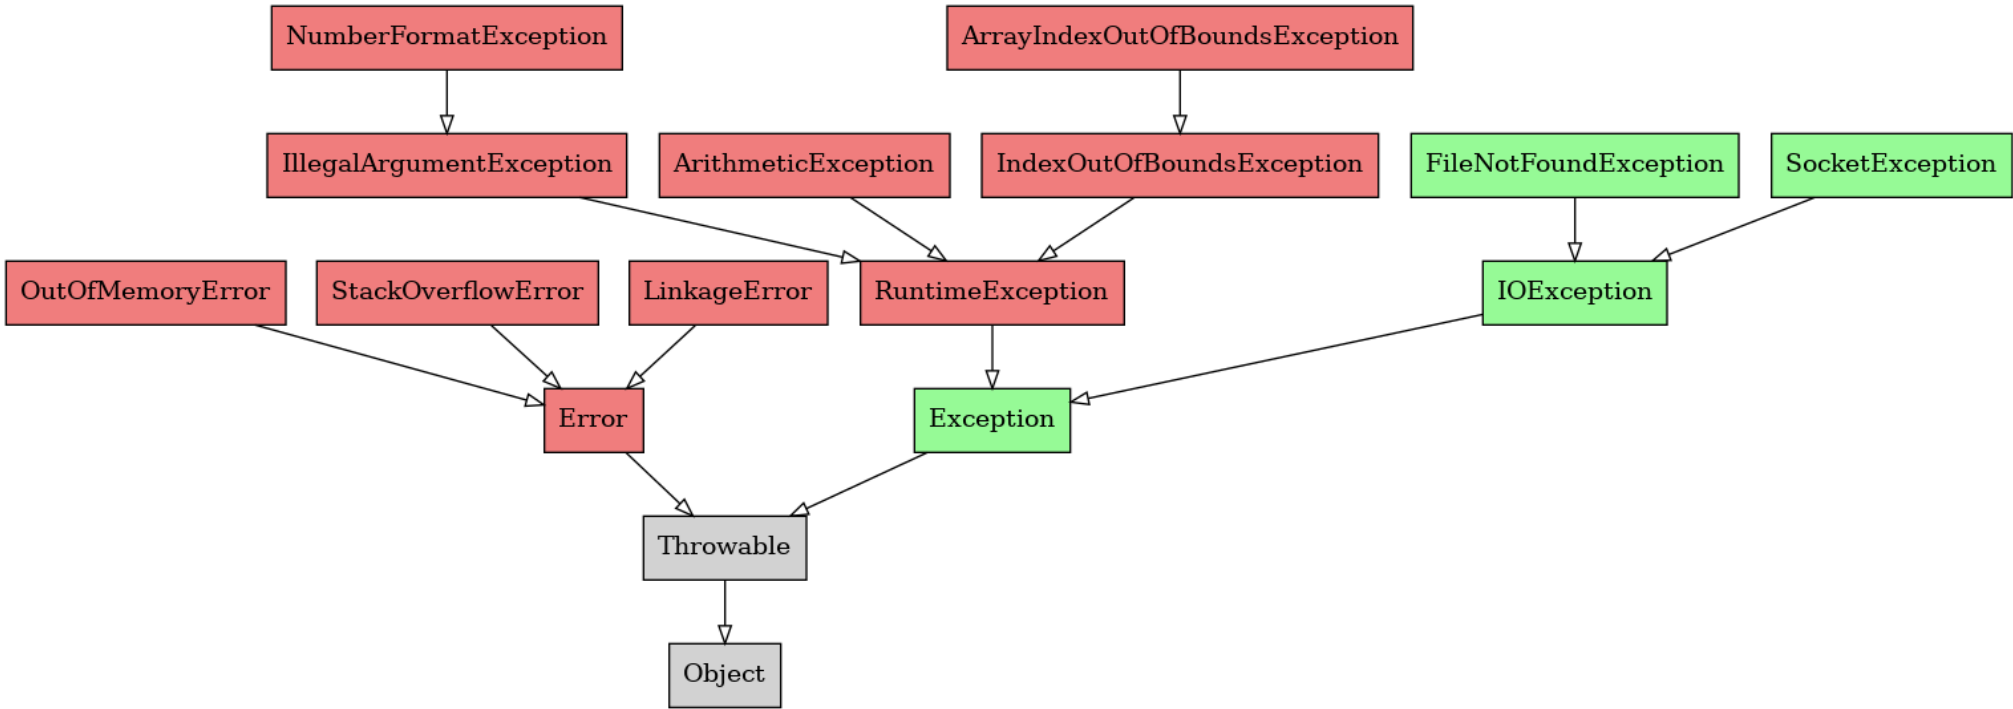 NumberFormatException
ArrayIndexOutOfBoundsException
IllegalArgumentException
ArithmeticException
IndexOutOfBoundsException
FileNotFoundException
SocketException
OutOfMemoryError
StackOverflowError
LinkageError
RuntimeException
IOException
Error
Exception
Throwable
Object